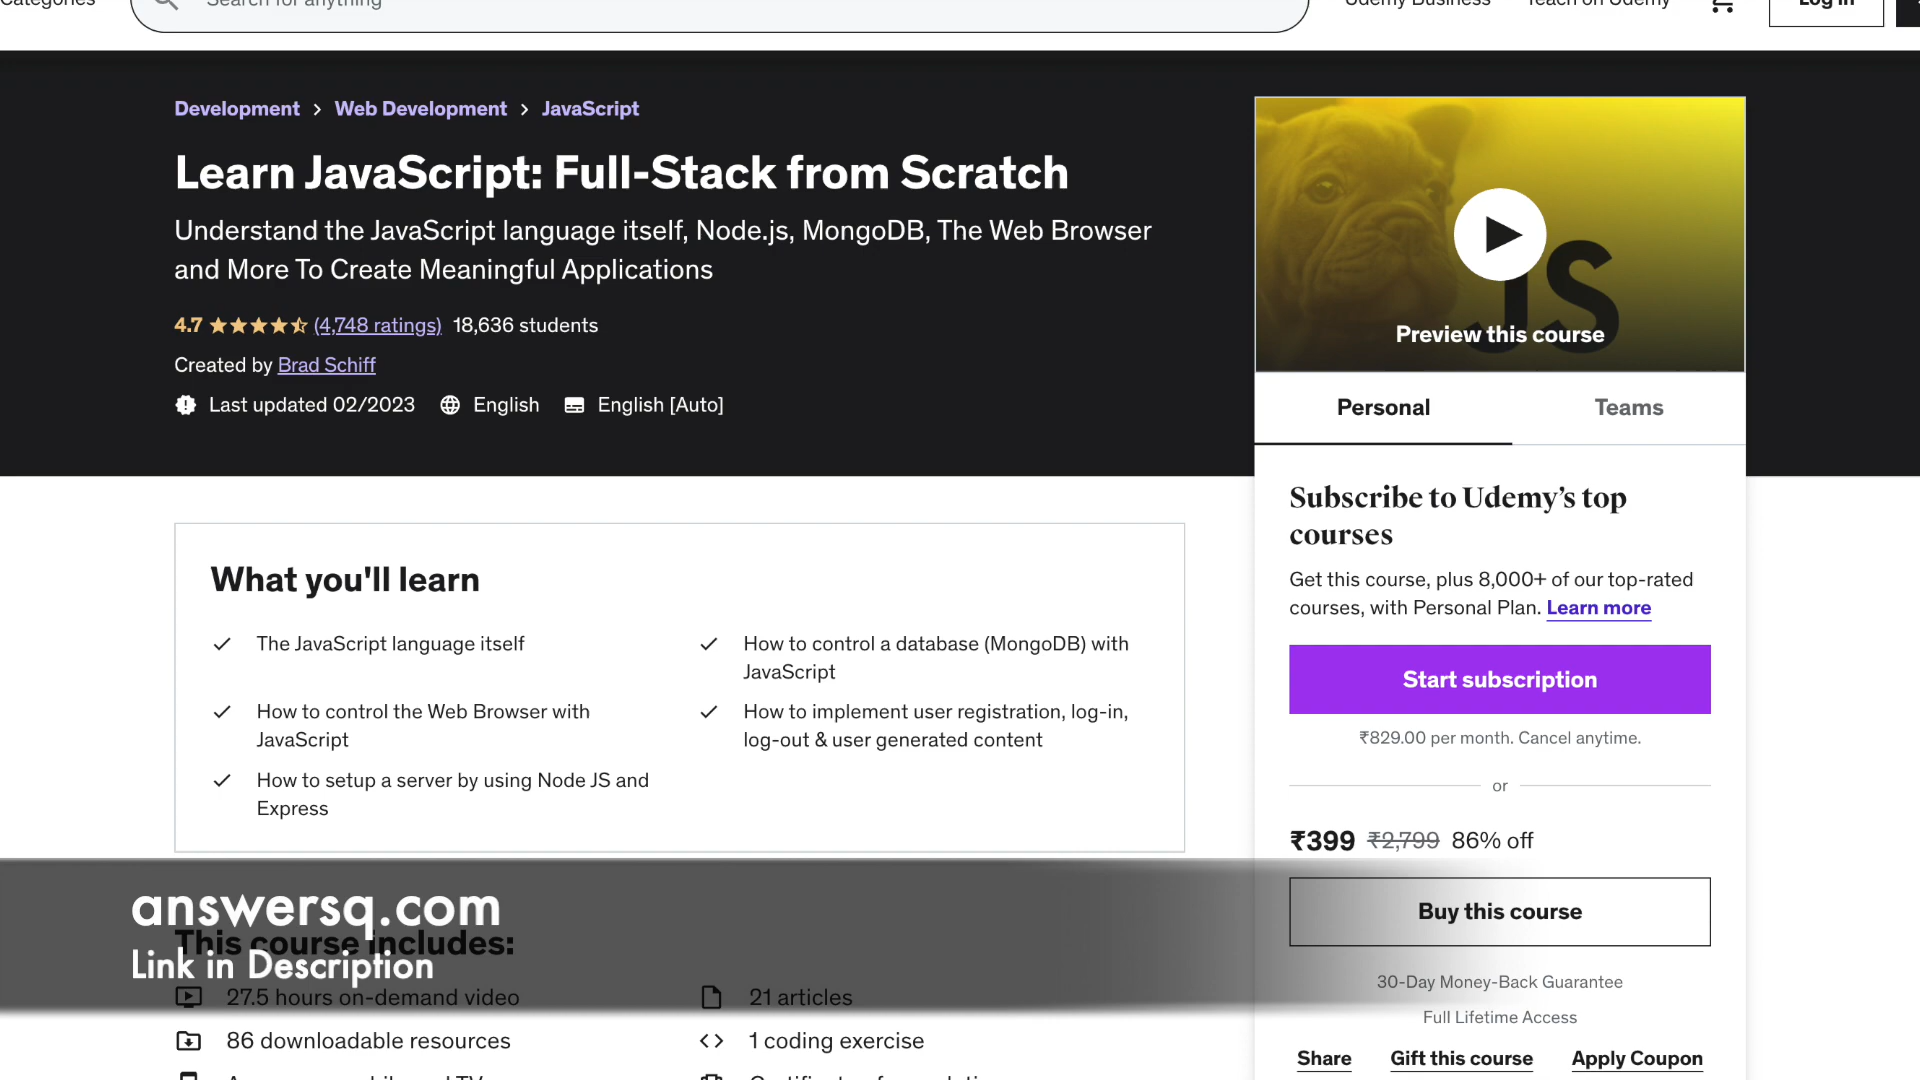 Categories
Search for anything
Udemy Business
Teach on Udemy
Log in
Development > Web Development > JavaScript
Learn JavaScript: Full-Stack from Scratch
Understand the JavaScript language itself, Node.js, MongoDB, The Web Browser
and More To Create Meaningful Applications
4.7 (4,748 ratings) 18,636 students
Created by Brad Schiff
Last updated 02/2023 English English [Auto]
JS
Preview this course
Personal Teams
Subscribe to Udemy’s top
courses
Get this course, plus 8,000+ of our top-rated
courses, with Personal Plan. Learn more
Start subscription
₹829.00 per month. Cancel anytime.
or
₹399 ₹2,799 86% off
Buy this course
30-Day Money-Back Guarantee
Full Lifetime Access
Share Gift this course Apply Coupon
What you'll learn
The JavaScript language itself
How to control a database (MongoDB) with
JavaScript
How to control the Web Browser with
JavaScript
How to implement user registration, log-in,
log-out & user generated content
How to setup a server by using Node JS and
Express
answersq.com
Link in Description
This course includes:
27.5 hours on-demand video
21 articles
86 downloadable resources
1 coding exercise